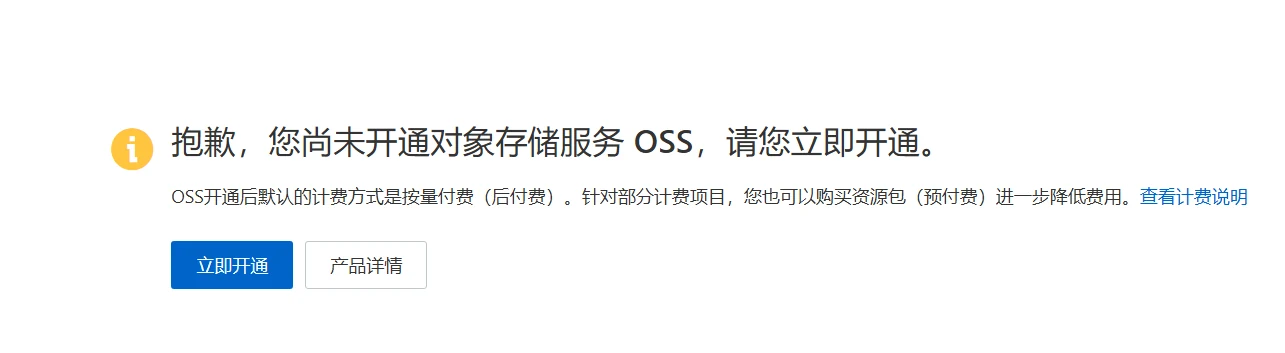 抱歉，您尚未开通对象存储服务 OSS，请您立即开通。
OSS开通后默认的计费方式是按量付费（后付费）。针对部分计费项目，您也可以购买资源包（预付费）进一步降低费用。查看计费说明
立即开通 产品详情